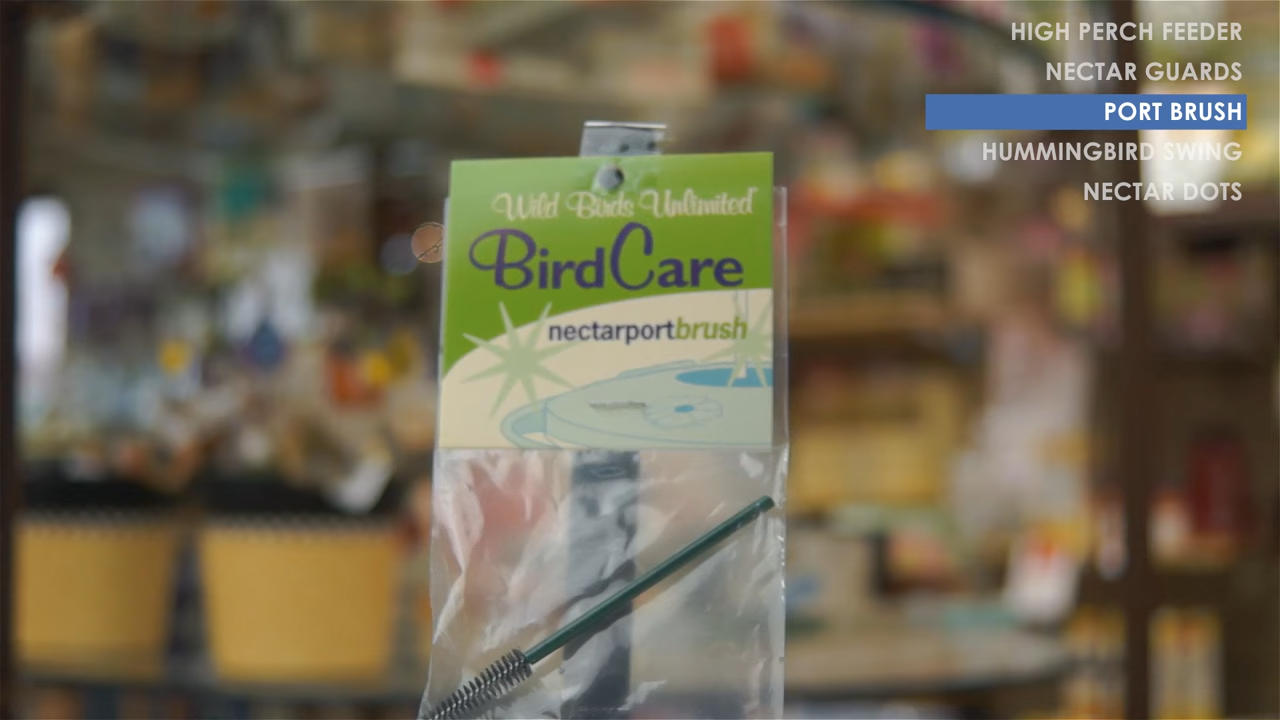 HIGH PERCH FEEDER
NECTAR GUARDS
PORT BRUSH
HUMMINGBIRD SWING
NECTAR DOTS
Wild Birds Unlimited
BirdCare
nectarportbrush